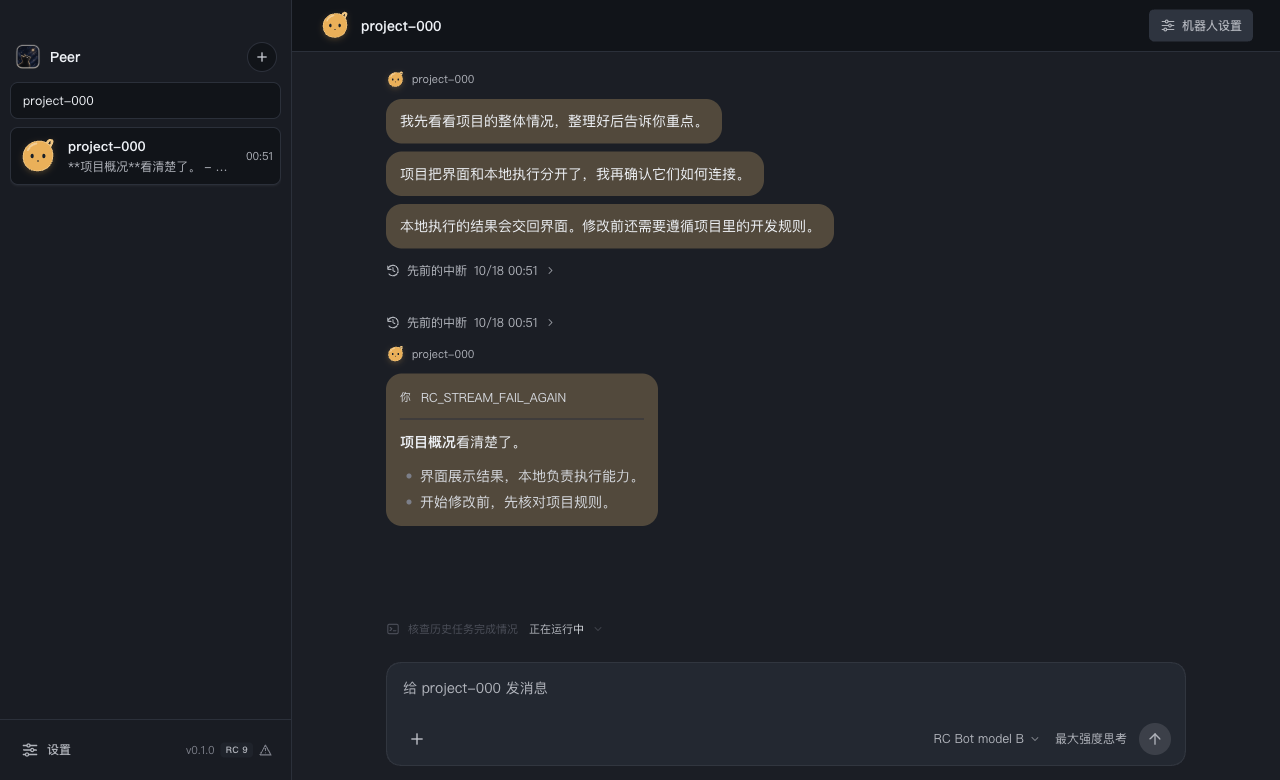 Peer
project-000
project-000
**项目概况**看清楚了。 – …
00:51
设置
v0.1.0
RC 9
project-000
机器人设置
project-000
我先看看项目的整体情况，整理好后告诉你重点。
项目把界面和本地执行分开了，我再确认它们如何连接。
本地执行的结果会交回界面。修改前还需要遵循项目里的开发规则。
先前的中断 10/18 00:51
先前的中断 10/18 00:51
project-000
你 RC_STREAM_FAIL_AGAIN
项目概况看清楚了。
界面展示结果，本地负责执行能力。
开始修改前，先核对项目规则。
核查历史任务完成情况 正在运行中
给 project-000 发消息
RC Bot model B 最大强度思考